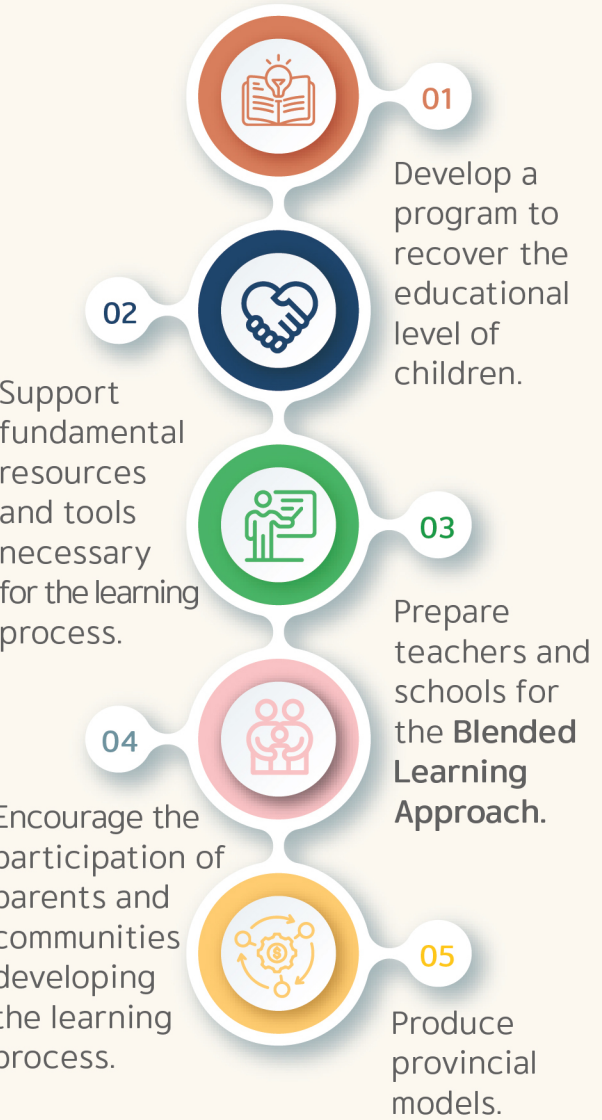 01
Develop a
program to
recover the
educational
level of
children.
02
Support
fundamental
resources
and tools
necessary
for the learning
process.
03
Prepare
teachers and
schools for
the Blended
Learning
Approach.
04
Encourage the
participation of
parents and
communities
developing
the learning
process.
05
Produce
provincial
models.
$